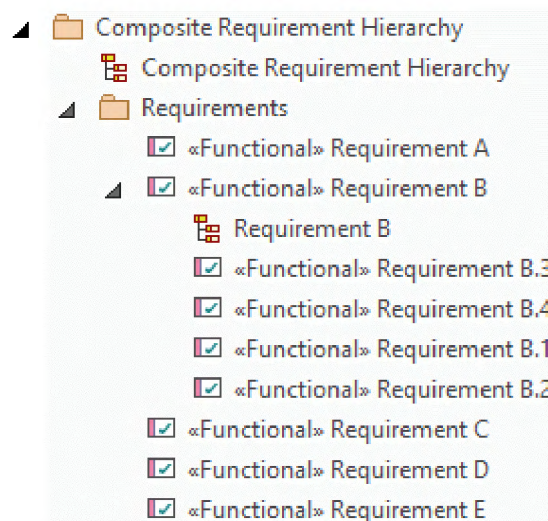 Composite Requirement Hierarchy
Composite Requirement Hierarchy
Requirements
«Functional» Requirement A
«Functional» Requirement B
Requirement B
«Functional» Requirement B.3
«Functional» Requirement B.4
«Functional» Requirement B.1
«Functional» Requirement B.2
«Functional» Requirement C
«Functional» Requirement D
«Functional» Requirement E